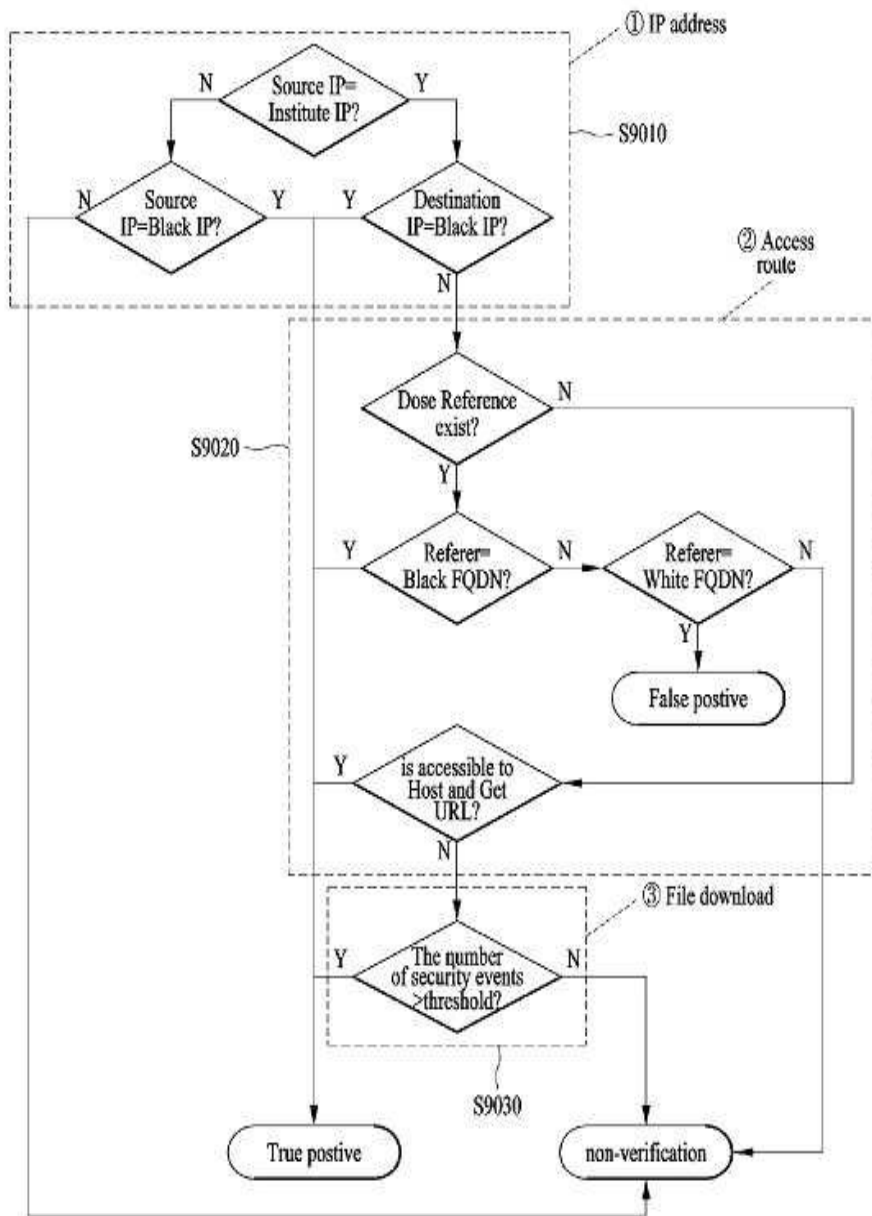 ① IP address
N
Source IP=
Institute IP?
Y
S9010
N
Source
IP=Black IP?
Y
Y
Destination
IP=Black IP?
N
② Access
route
Dose Reference
exist?
N
S9020
Y
Y
Referer=
Black FQDN?
N
Referer=
White FQDN?
N
Y
False postive
Y
is accessible to
Host and Get
URL?
N
③ File download
Y
The number
of security events
>threshold?
N
S9030
True postive
non-verification